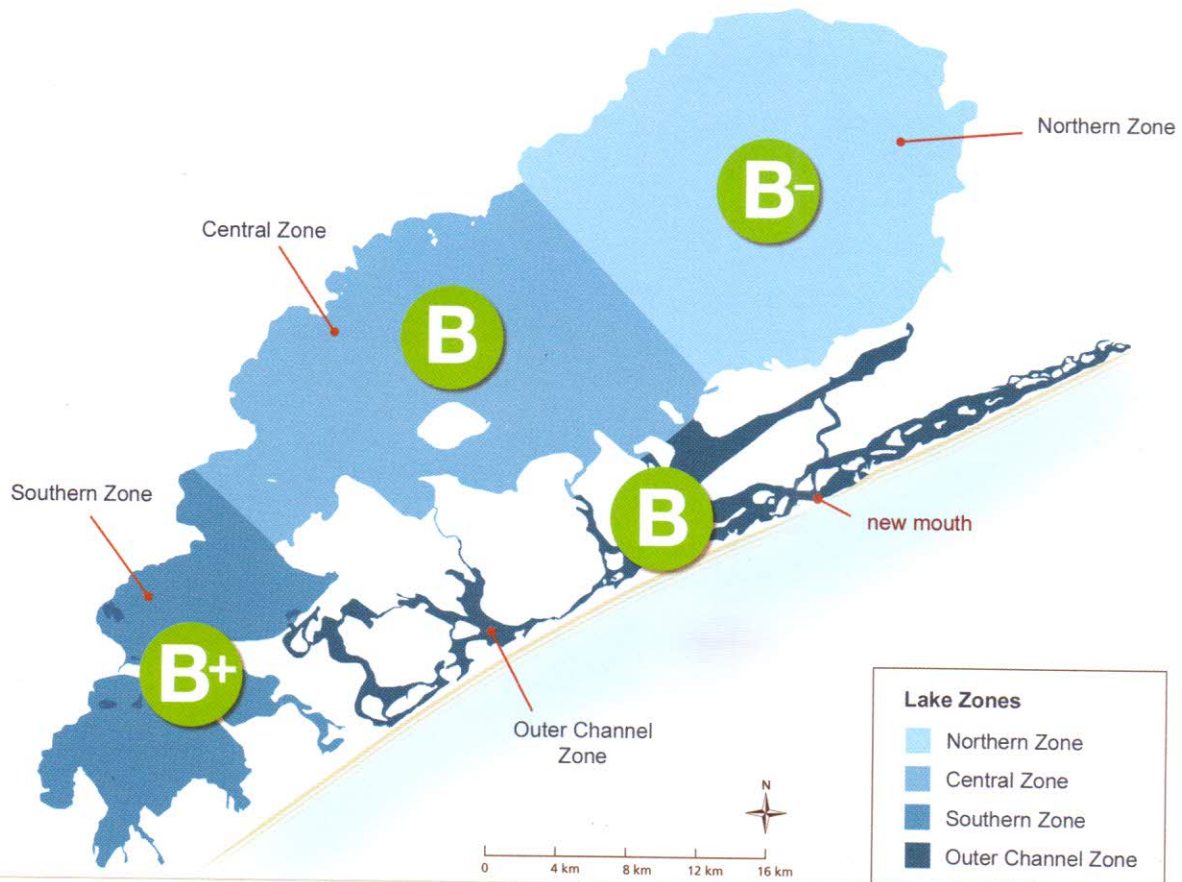 Northern Zone
B-
Central Zone
B
Southern Zone
B
new mouth
B+
Outer Channel
Zone
Lake Zones
Northern Zone
Central Zone
Southern Zone
Outer Channel Zone
N
0 4 km 8 km 12 km 16 km